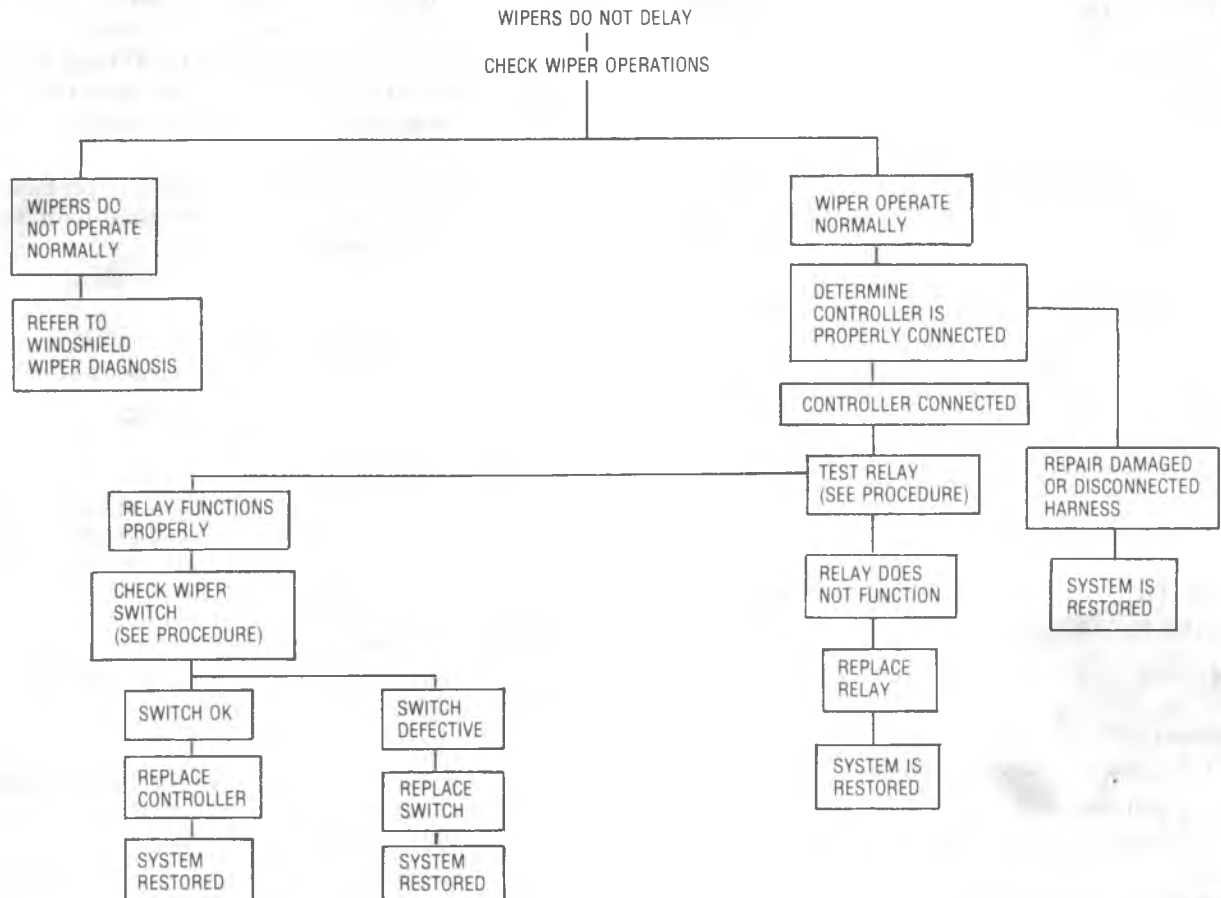 WIPERS DO NOT DELAY
CHECK WIPER OPERATIONS
WIPERS DO
NOT OPERATE
NORMALLY
REFER TO
WINDSHIELD
WIPER DIAGNOSIS
WIPER OPERATE
NORMALLY
DETERMINE
CONTROLLER IS
PROPERLY CONNECTED
CONTROLLER CONNECTED
TEST RELAY
(SEE PROCEDURE)
REPAIR DAMAGED
OR DISCONNECTED
HARNESS
SYSTEM IS
RESTORED
RELAY DOES
NOT FUNCTION
REPLACE
RELAY
SYSTEM IS
RESTORED
RELAY FUNCTIONS
PROPERLY
CHECK WIPER
SWITCH
(SEE PROCEDURE)
SWITCH OK
REPLACE
CONTROLLER
SYSTEM
RESTORED
SWITCH
DEFECTIVE
REPLACE
SWITCH
SYSTEM
RESTORED